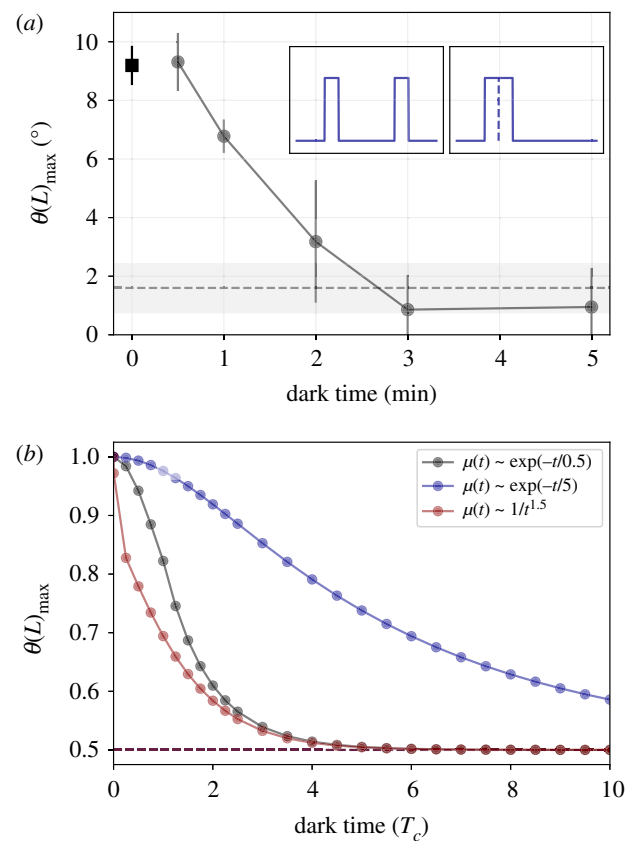 (a)
10
8
6
4
2
0
θ(L)max (°)
0 1 2 3 4 5
dark time (min)
(b)
1.0
0.9
0.8
0.7
0.6
0.5
θ(L)max
μ(t) ~ exp(–t/0.5)
μ(t) ~ exp(–t/5)
μ(t) ~ 1/t^1.5
0 2 4 6 8 10
dark time (Tc)